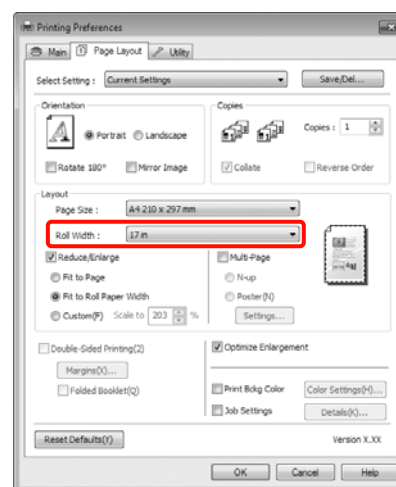 Printing Preferences
Main Page Layout Utility
Select Setting : Current Settings Save/Del...
Orientation
Copies
Portrait Landscape
Copies : 1
Rotate 180° Mirror Image
Collate Reverse Order
Layout
Page Size : A4 210 x 297 mm
Roll Width : 17 in
Reduce/Enlarge
Multi-Page
Fit to Page
N-up
Fit to Roll Paper Width
Poster(N)
Custom(F) Scale to 203 %
Settings...
Double-Sided Printing(2)
Optimize Enlargement
Margins(X)...
Folded Booklet(Q)
Print Bckg Color Color Settings(H)...
Job Settings Details(K)...
Reset Defaults(Y)
Version X.XX
OK Cancel Help